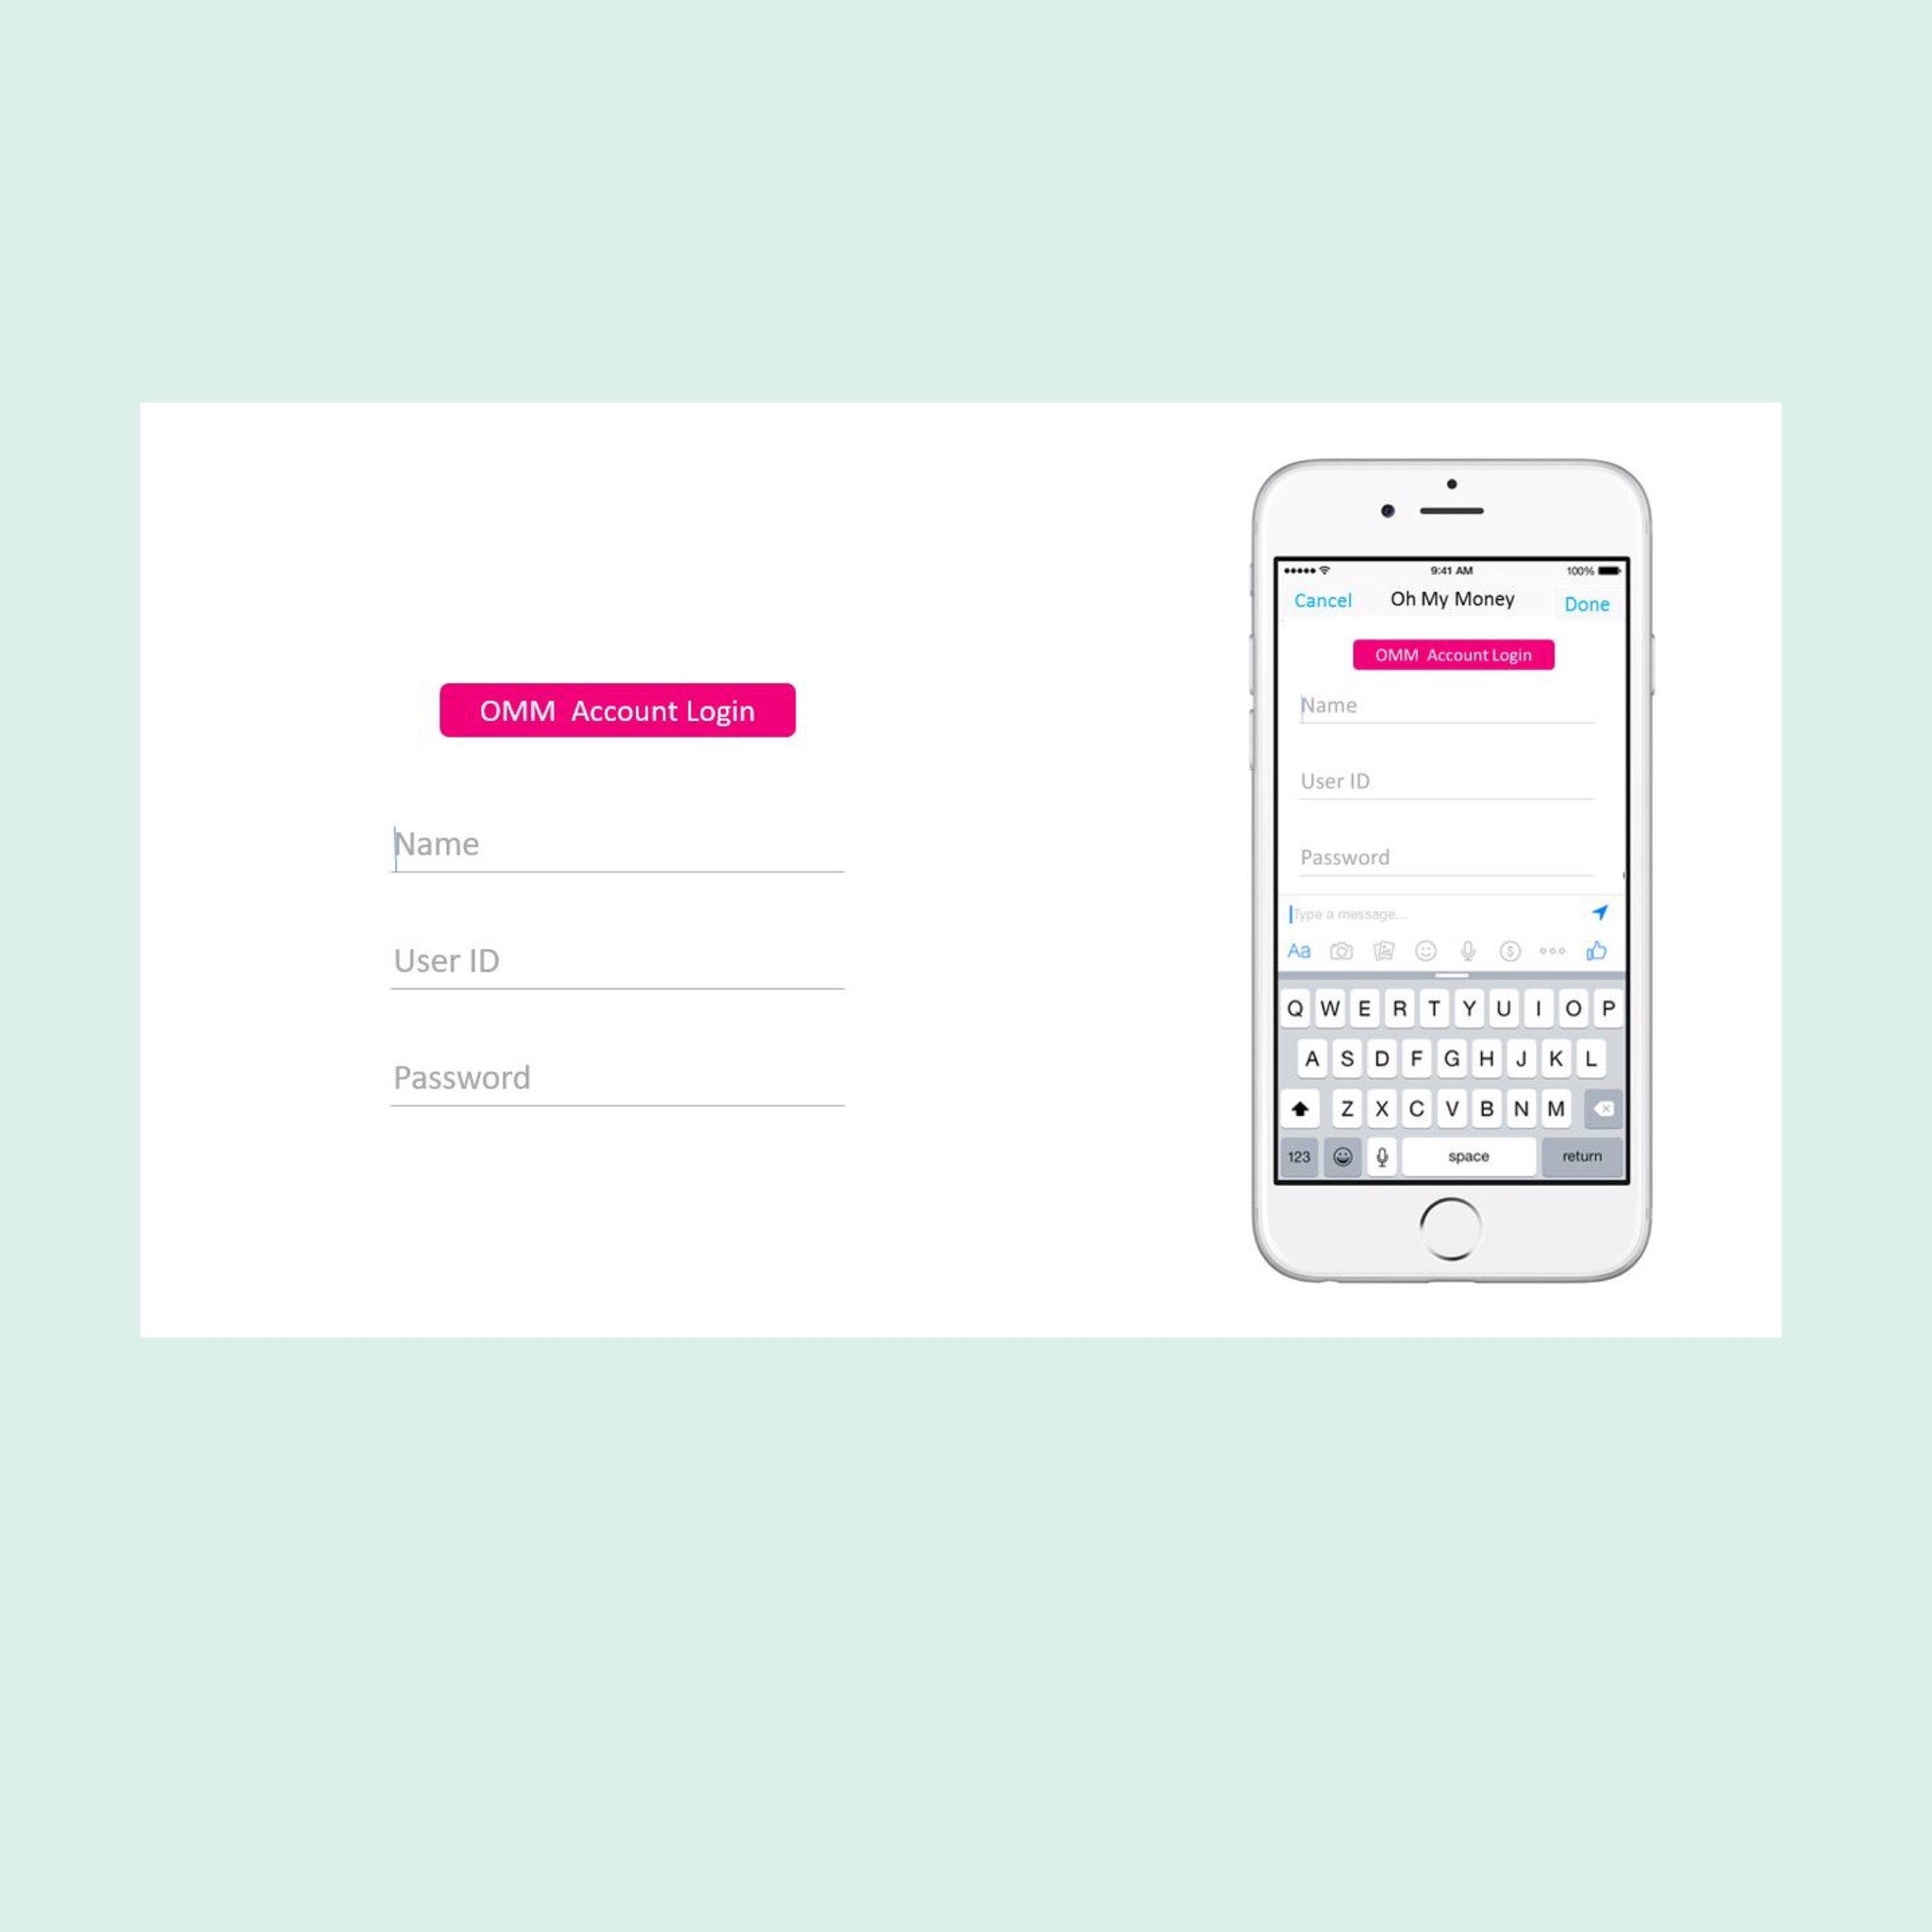 OMM  Account Login
Name
User ID
Password
9:41 AM
100%
Cancel
Oh My Money
Done
OMM  Account Login
Name
User ID
Password
Type a message...
Aa
Q W E R T Y U I O P
A S D F G H J K L
Z X C V B N M
123
space
return